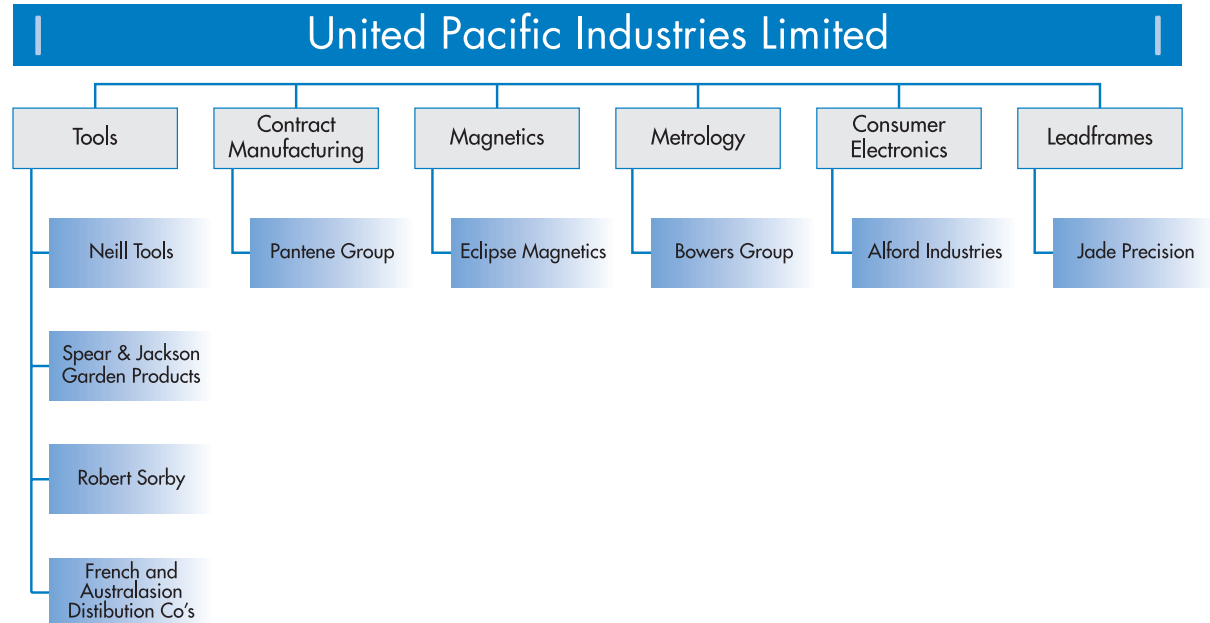 United Pacific Industries Limited
Tools
Contract
Manufacturing
Magnetics
Metrology
Consumer
Electronics
Leadframes
Neill Tools
Pantene Group
Eclipse Magnetics
Bowers Group
Alford Industries
Jade Precision
Spear & Jackson
Garden Products
Robert Sorby
French and
Australasion
Distibution Co’s